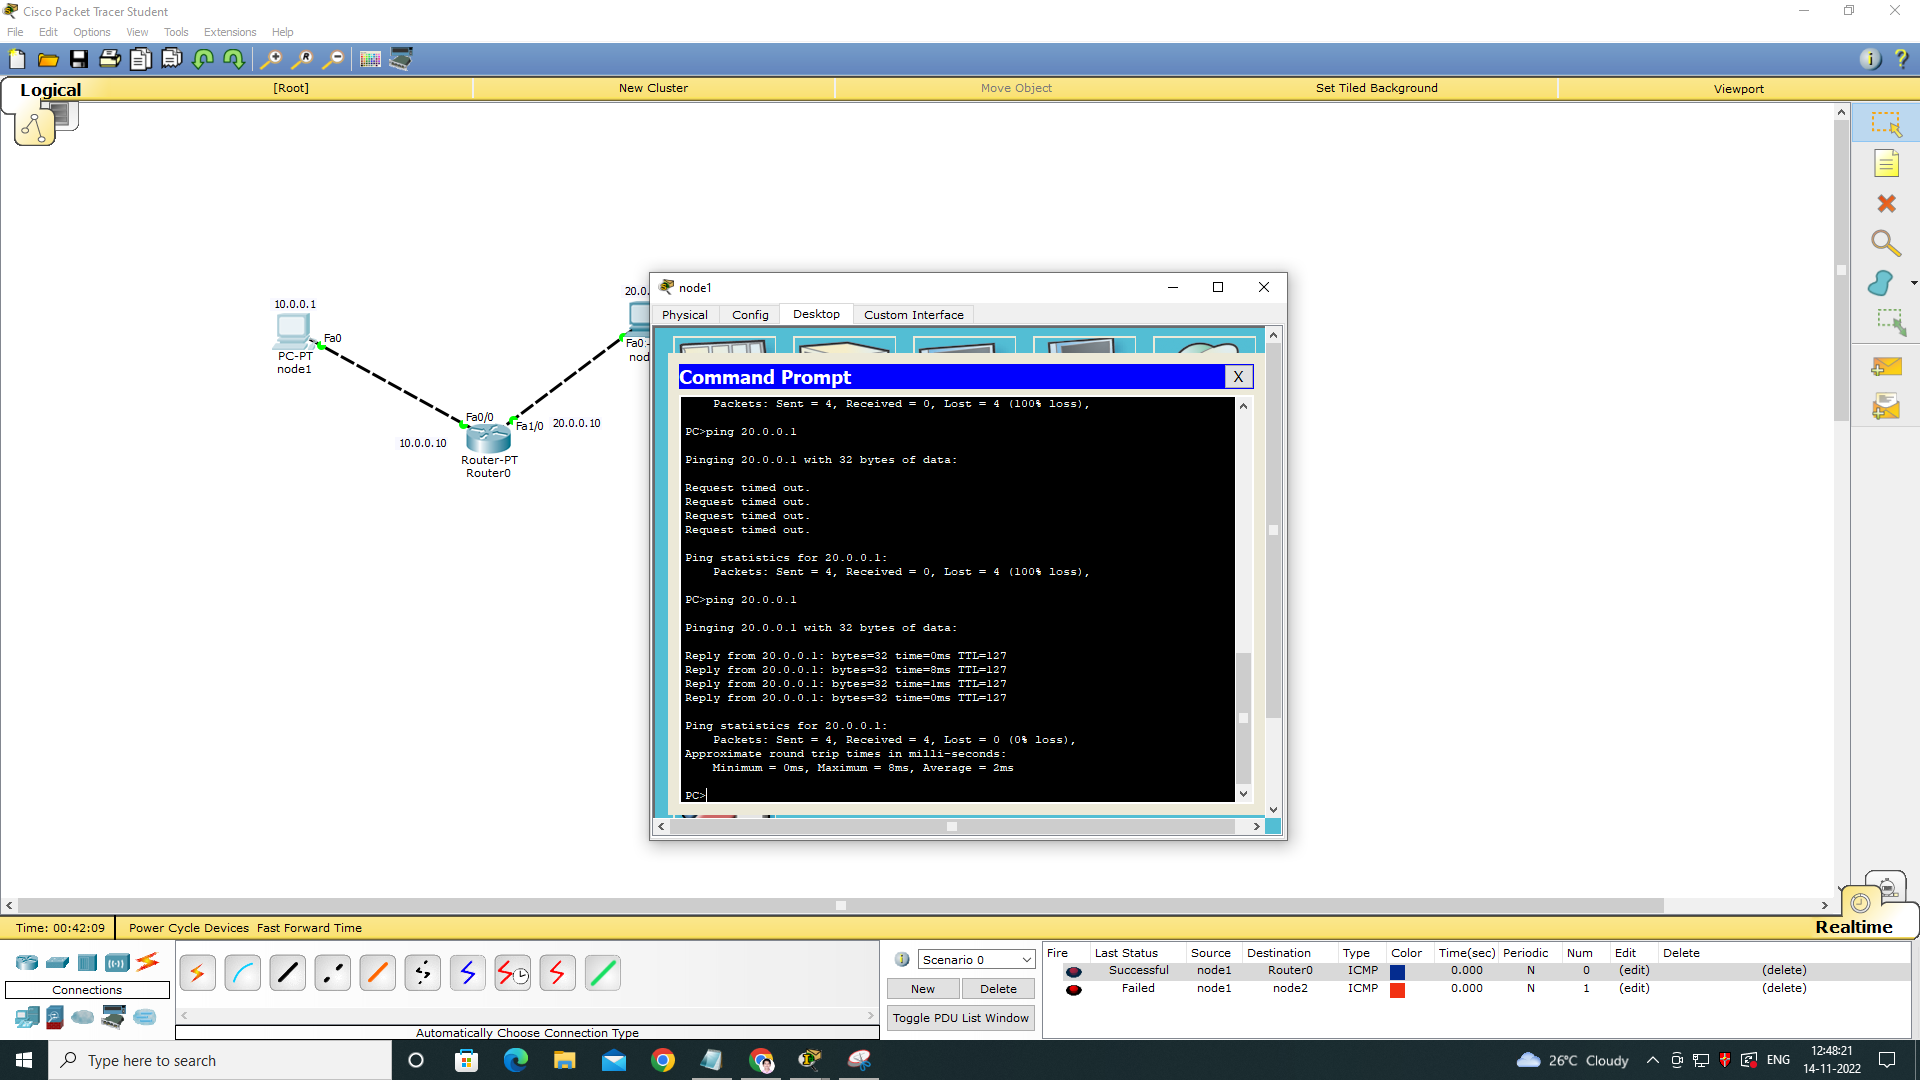 Cisco Packet Tracer Student
File Edit Options View Tools Extensions Help
Logical [Root] New Cluster Move Object Set Tiled Background Viewport
10.0.0.1
Fa0
PC-PT
node1
20.0.
Fa0
nod
Fa0/0
10.0.0.10
Fa1/0
20.0.0.10
Router-PT
Router0
node1
Physical Config Desktop Custom Interface
Command Prompt X
Packets: Sent = 4, Received = 0, Lost = 4 (100% loss),
PC>ping 20.0.0.1
Pinging 20.0.0.1 with 32 bytes of data:
Request timed out.
Request timed out.
Request timed out.
Request timed out.
Ping statistics for 20.0.0.1:
Packets: Sent = 4, Received = 0, Lost = 4 (100% loss),
PC>ping 20.0.0.1
Pinging 20.0.0.1 with 32 bytes of data:
Reply from 20.0.0.1: bytes=32 time=0ms TTL=127
Reply from 20.0.0.1: bytes=32 time=8ms TTL=127
Reply from 20.0.0.1: bytes=32 time=1ms TTL=127
Reply from 20.0.0.1: bytes=32 time=0ms TTL=127
Ping statistics for 20.0.0.1:
Packets: Sent = 4, Received = 4, Lost = 0 (0% loss),
Approximate round trip times in milli-seconds:
Minimum = 0ms, Maximum = 8ms, Average = 2ms
PC>
Time: 00:42:09 Power Cycle Devices Fast Forward Time Realtime
Connections
Automatically Choose Connection Type
Scenario 0
New Delete
Toggle PDU List Window
Fire Last Status Source Destination Type Color Time(sec) Periodic Num Edit Delete
Successful node1 Router0 ICMP 0.000 N 0 (edit) (delete)
Failed node1 node2 ICMP 0.000 N 1 (edit) (delete)
Type here to search
26°C Cloudy
ENG
12:48:21
14-11-2022